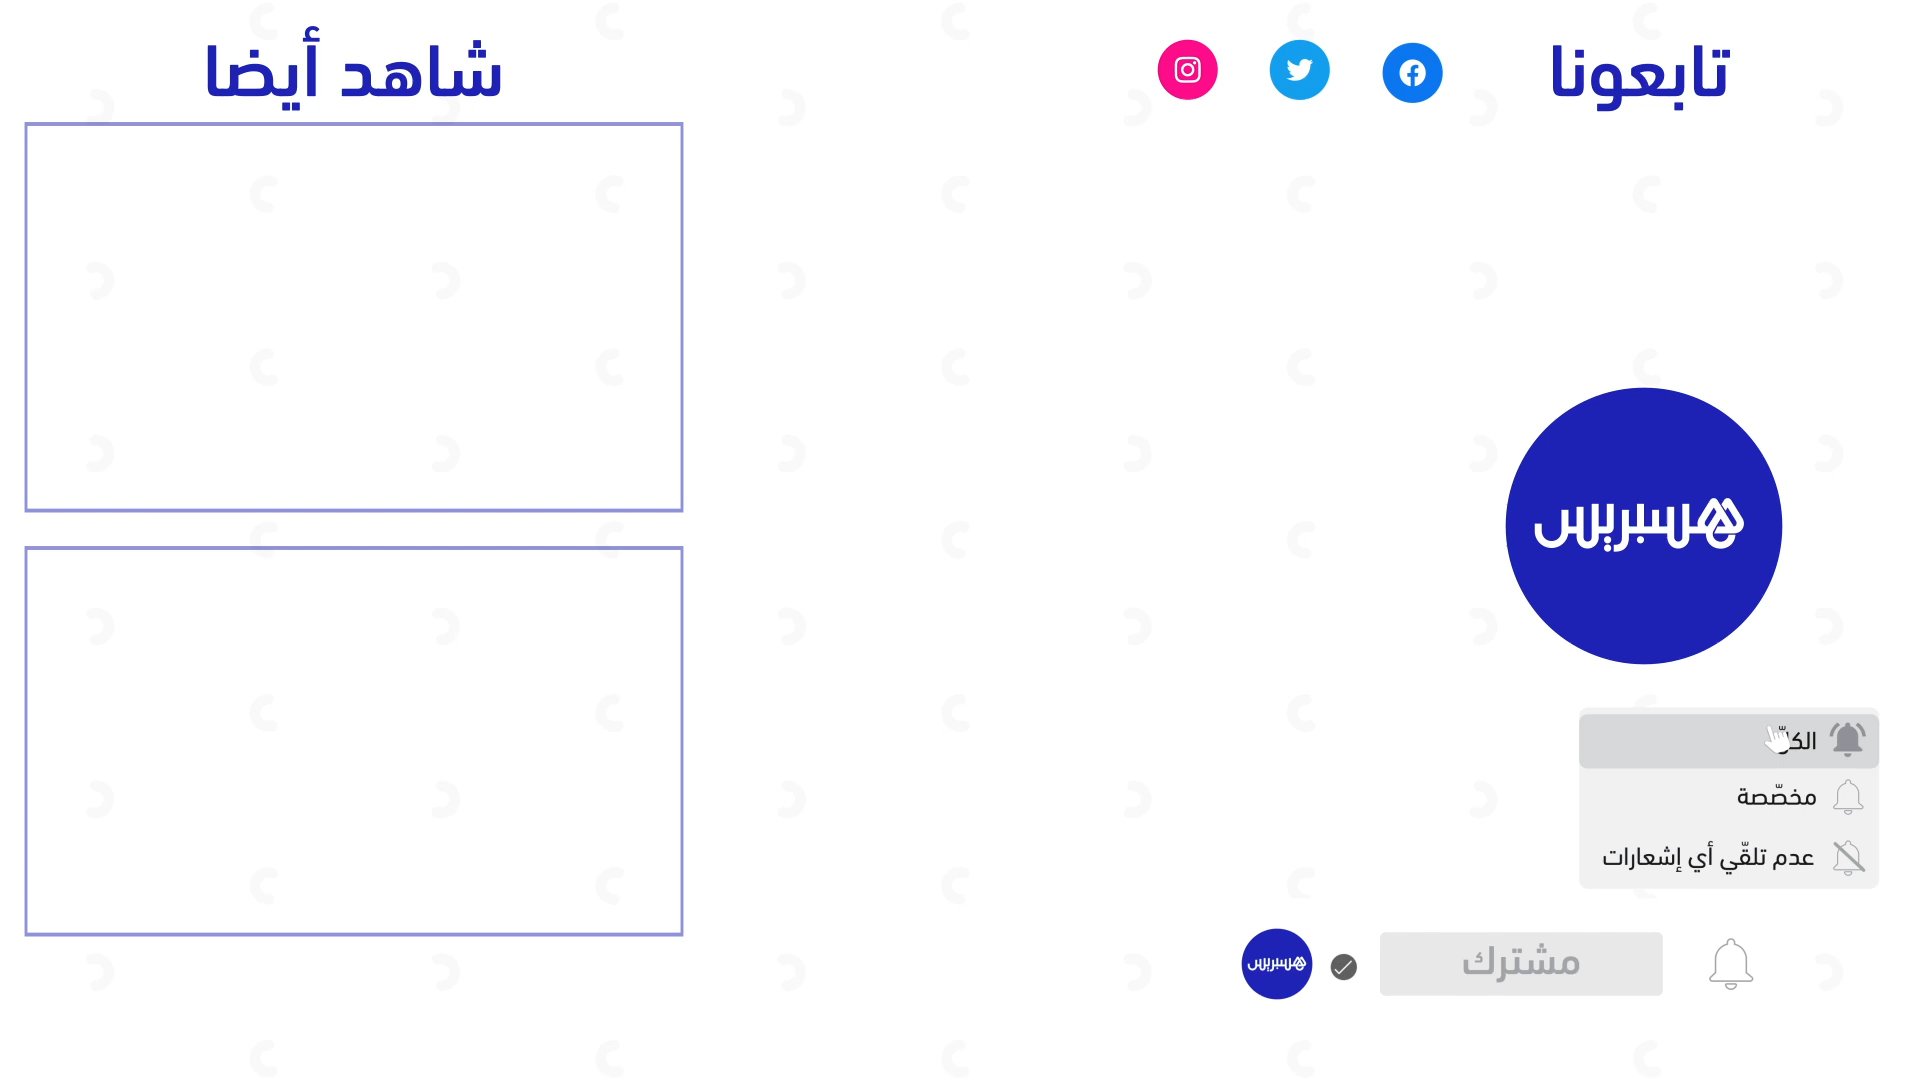 تابعونا
شاهد أيضا
هسبريس
الكلّ
مخصّصة
عدم تلقّي أي إشعارات
هسبريس
مشترك